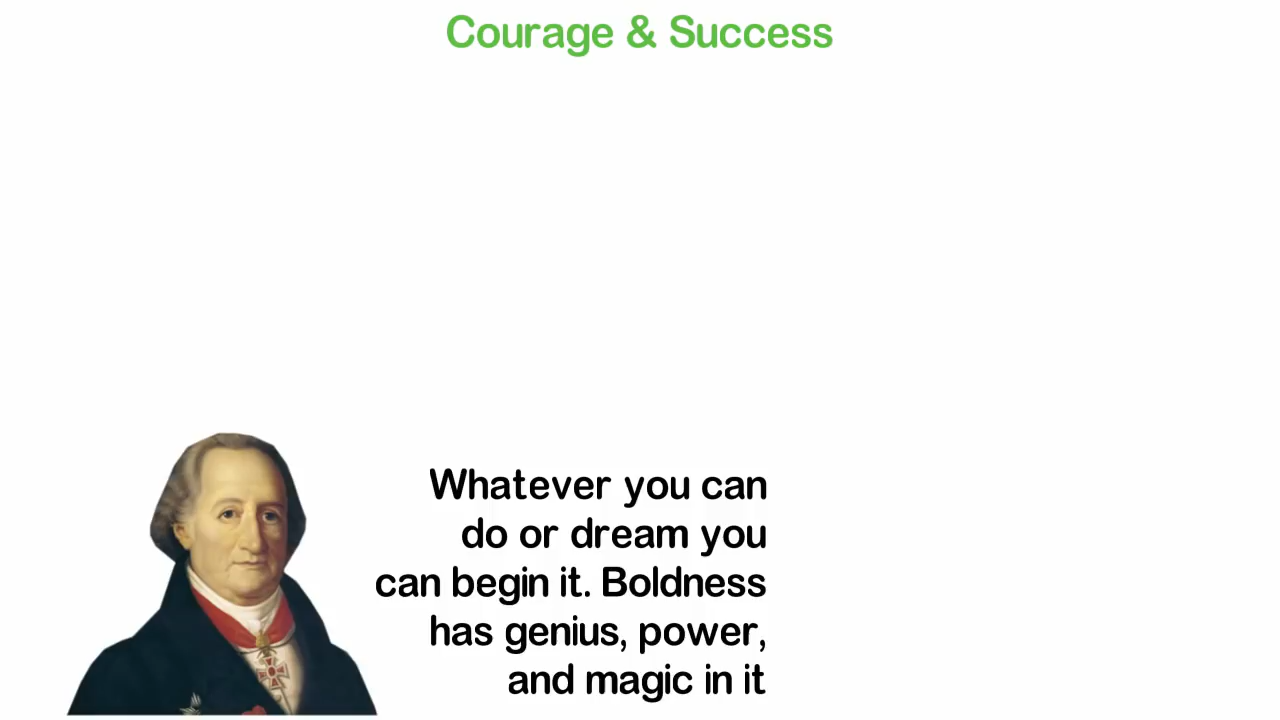 Courage & Success
Whatever you can
do or dream you
can begin it. Boldness
has genius, power,
and magic in it